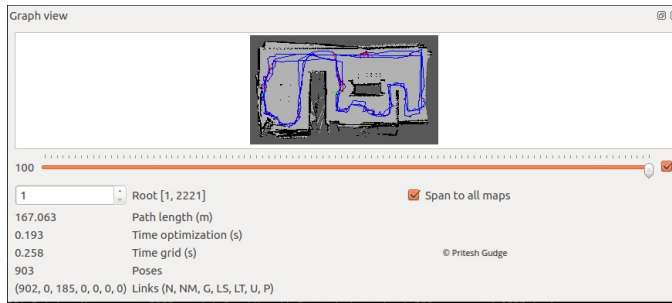 Graph view
100
1 Root [1, 2221] Span to all maps
167.063 Path length (m)
0.193 Time optimization (s)
0.258 Time grid (s) © Pritesh Gudge
903 Poses
(902, 0, 185, 0, 0, 0, 0) Links (N, NM, G, LS, LT, U, P)